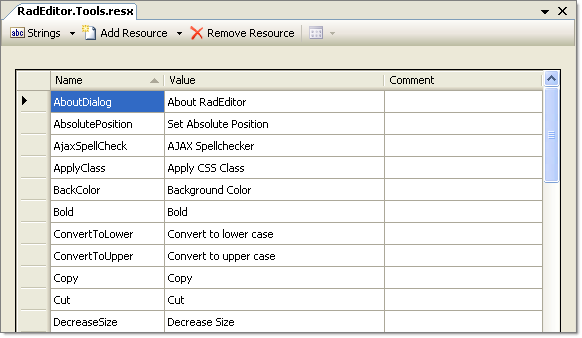 RadEditor.Tools.resx
abc Strings Add Resource Remove Resource
Name Value Comment
AboutDialog About RadEditor
AbsolutePosition Set Absolute Position
AjaxSpellCheck AJAX Spellchecker
ApplyClass Apply CSS Class
BackColor Background Color
Bold Bold
ConvertToLower Convert to lower case
ConvertToUpper Convert to upper case
Copy Copy
Cut Cut
DecreaseSize Decrease Size